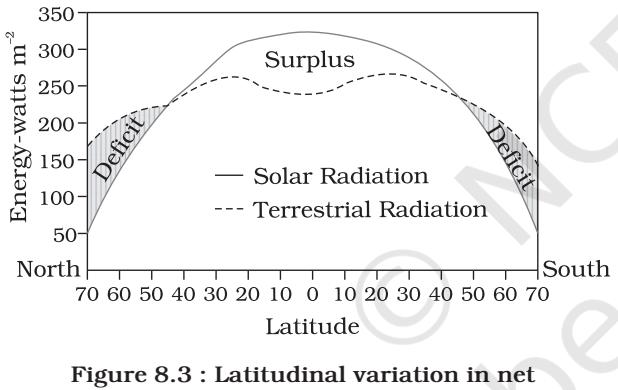 350
300
250
200
150
100
50
Energy-watts m⁻²
Surplus
Deficit
Deficit
Solar Radiation
Terrestrial Radiation
North
South
70 60 50 40 30 20 10 0 10 20 30 40 50 60 70
Latitude
Figure 8.3 : Latitudinal variation in net
©